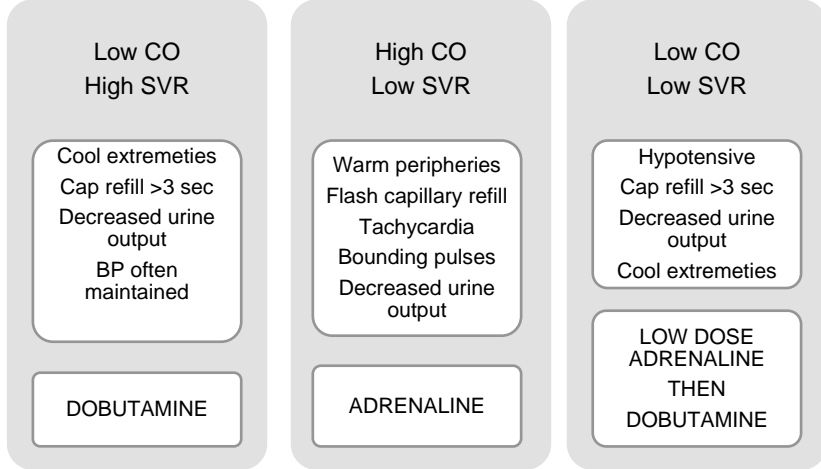 Low CO
High SVR
Cool extremeties
Cap refill >3 sec
Decreased urine
output
BP often
maintained
DOBUTAMINE
High CO
Low SVR
Warm peripheries
Flash capillary refill
Tachycardia
Bounding pulses
Decreased urine
output
ADRENALINE
Low CO
Low SVR
Hypotensive
Cap refill >3 sec
Decreased urine
output
Cool extremeties
LOW DOSE
ADRENALINE
THEN
DOBUTAMINE